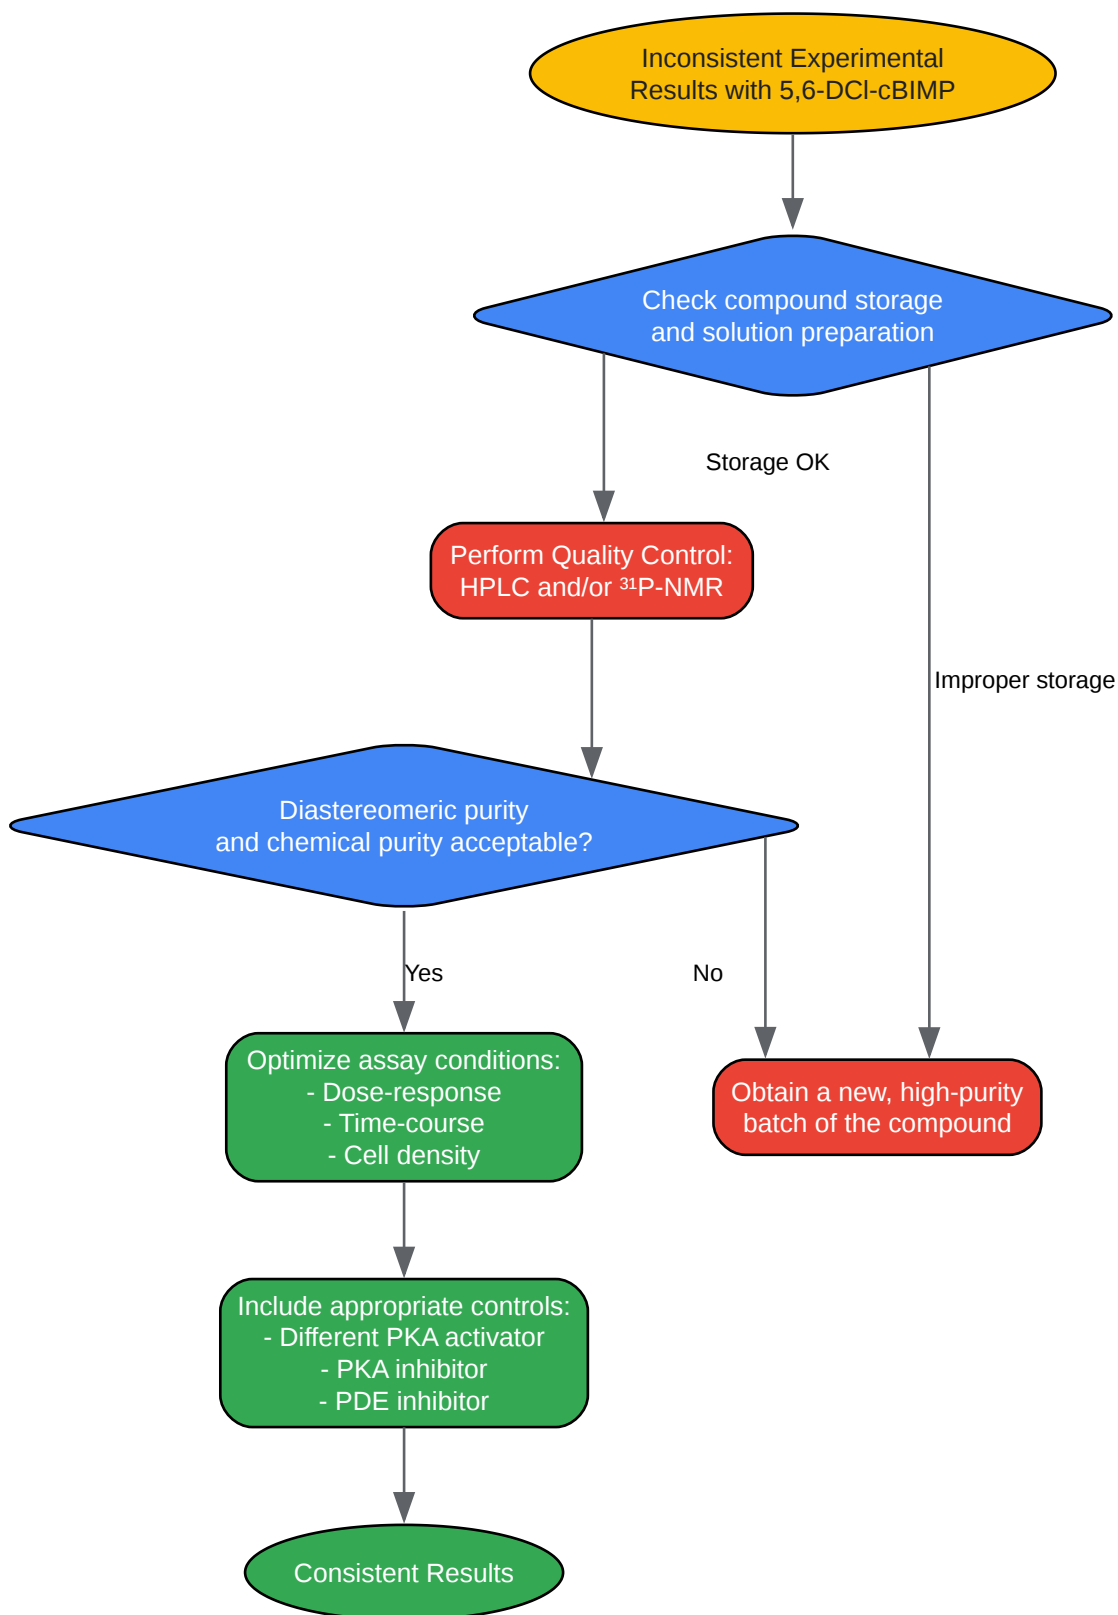 Inconsistent Experimental
Results with 5,6-DCl-cBIMP
Check compound storage
and solution preparation
Storage OK
Perform Quality Control:
HPLC and/or ³¹P-NMR
Improper storage
Diastereomeric purity
and chemical purity acceptable?
Yes
No
Optimize assay conditions:
- Dose-response
- Time-course
- Cell density
Obtain a new, high-purity
batch of the compound
Include appropriate controls:
- Different PKA activator
- PKA inhibitor
- PDE inhibitor
Consistent Results